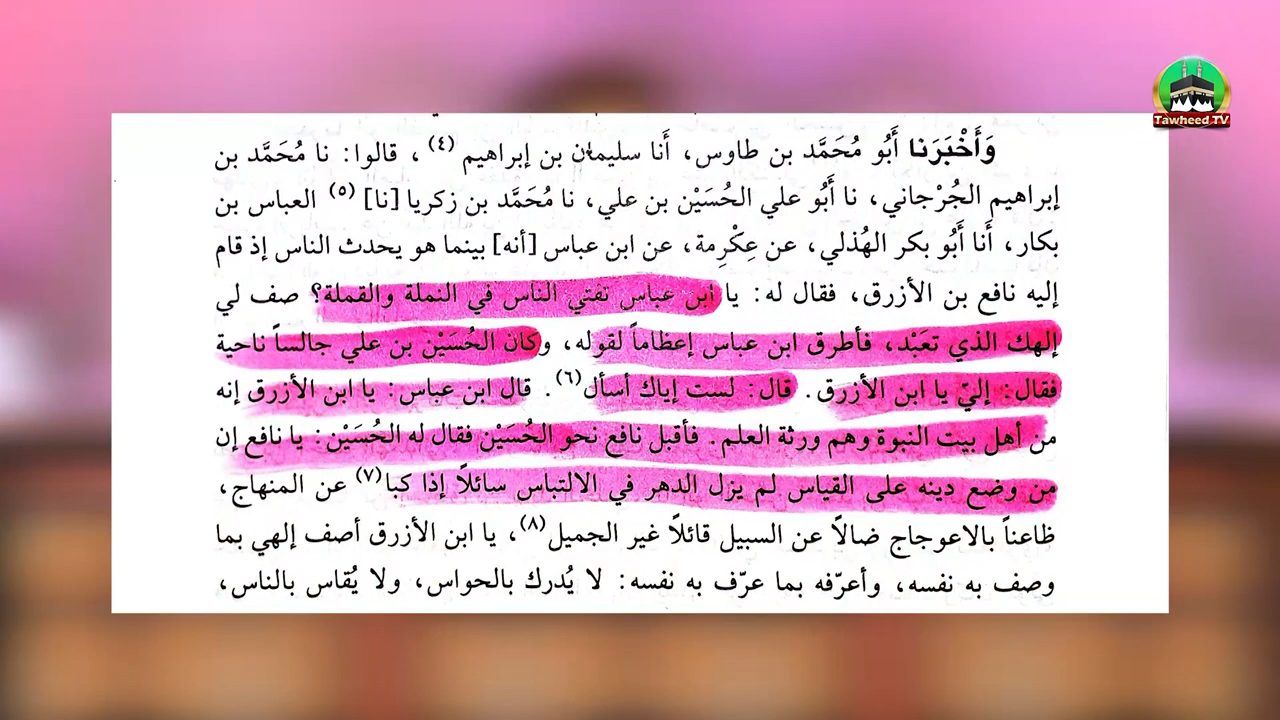 Tawheed TV
وَأَخْبَرَنا أَبُو مُحَمَّد بن طاوس، أَنا سليمان بن إبراهيم (٤)، قالوا: نا مُحَمَّد بن
إبراهيم الجُرْجاني، نا أَبُو علي الحُسَيْن بن علي، نا مُحَمَّد بن زكريا [نا] (٥) العباس بن
بكار، أَنا أَبُو بكر الهُذلي، عن عِكْرِمة، عن ابن عباس [أنه] بينما هو يحدث الناس إذ قام
إليه نافع بن الأزرق، فقال له: يا ابن عباس تفتي الناس في النملة والقملة؟ صف لي
إلهك الذي تعَبْد، فأطرق ابن عباس إعظاماً لقوله، وكان الحُسَيْن بن علي جالساً ناحية
فقال: إليّ يا ابن الأزرق. قال: لست إياك أسأل (٦). قال ابن عباس: يا ابن الأزرق إنه
من أهل بيت النبوة وهم ورثة العلم. فأقبل نافع نحو الحُسَيْن فقال له الحُسَيْن: يا نافع إن
من وضع دينه على القياس لم يزل الدهر في الالتباس سائلاً إذا كبا (٧) عن المنهاج،
ظاعناً بالاعوجاج ضالاً عن السبيل قائلاً غير الجميل (٨)، يا ابن الأزرق أصف إلهي بما
وصف به نفسه، وأعرّفه بما عرّف به نفسه: لا يُدرك بالحواس، ولا يُقاس بالناس،